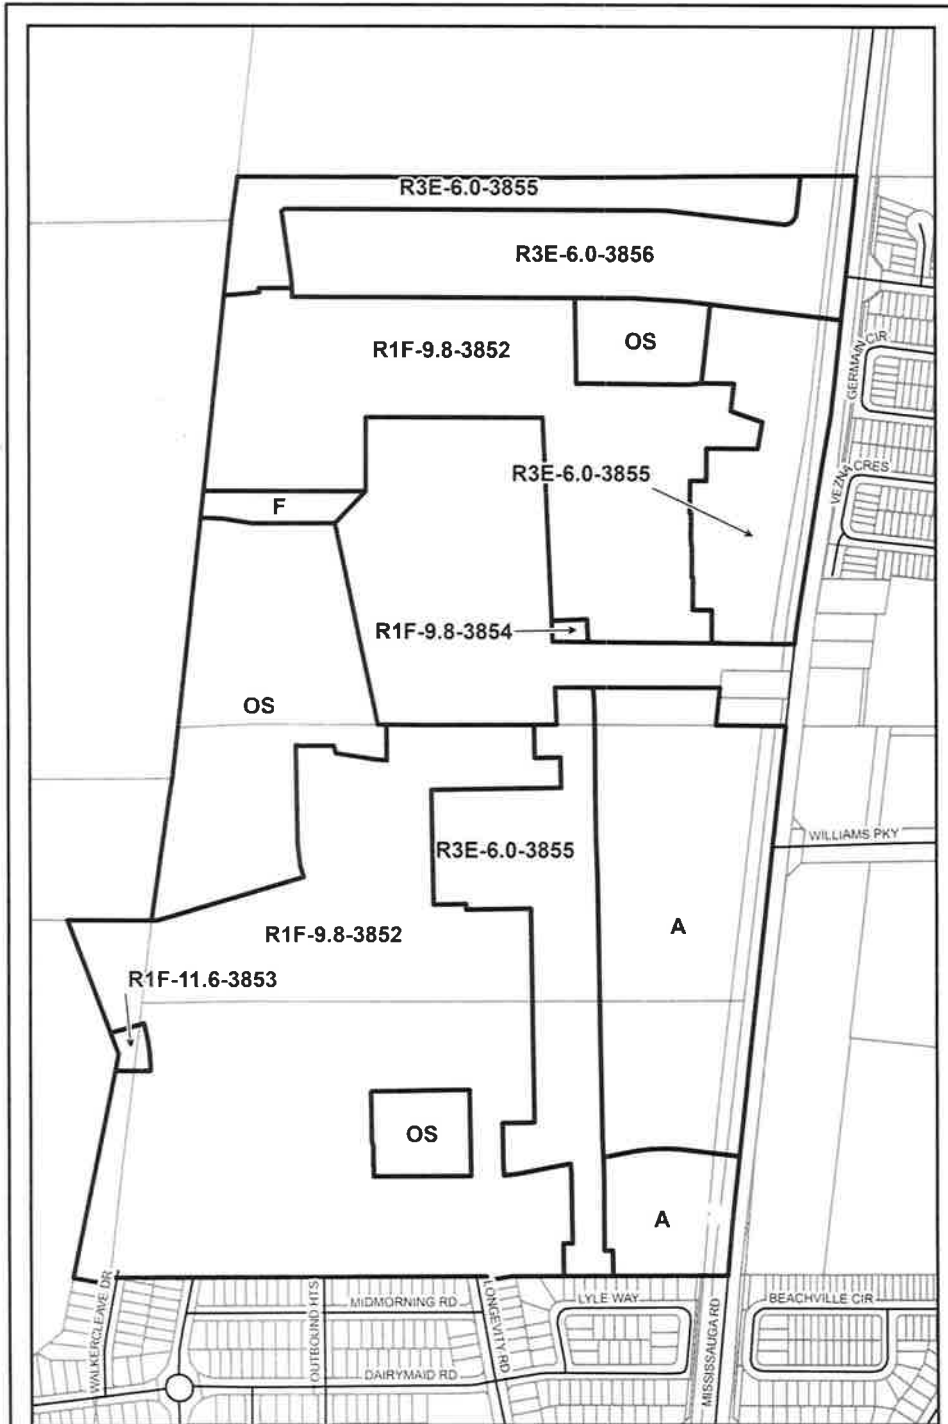 R3E-6.0-3855
R3E-6.0-3856
R1F-9.8-3852
OS
GERMAIN CIR
R3E-6.0-3855
VEZNA CRES
F
R1F-9.8-3854
OS
WILLIAMS PKY
R3E-6.0-3855
A
R1F-9.8-3852
R1F-11.6-3853
OS
A
WALKERCLEAVE DR
OUTBOUND HTS
MIDMORNING RD
LONGEVITY RD
LYLE WAY
MISSISSAUGA RD
BEACHVILLE CIR
DAIRYMAID RD